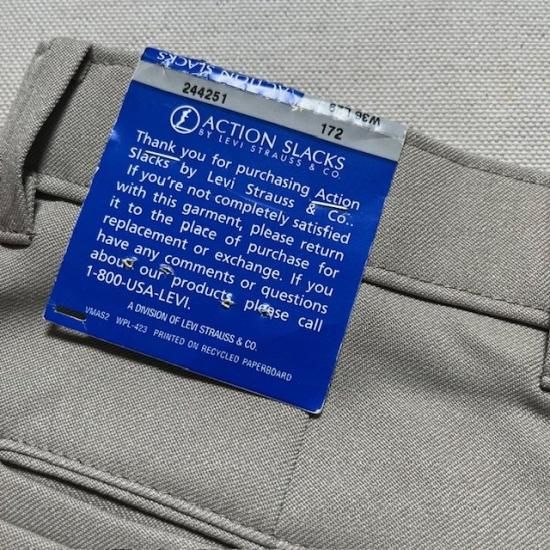 ACTION SLACKS
244251
W36
172
ACTION SLACKS
BY LEVI STRAUSS & CO.
Thank you for purchasing Action
Slacks by Levi Strauss & Co..
If you're not completely satisfied
with this garment, please return
it to the place of purchase for
replacement or exchange. If you
have any comments or questions
about our products, please call
1-800-USA-LEVI.
A DIVISION OF LEVI STRAUSS & CO.
VMAS2 WPL-423 PRINTED ON RECYCLED PAPERBOARD